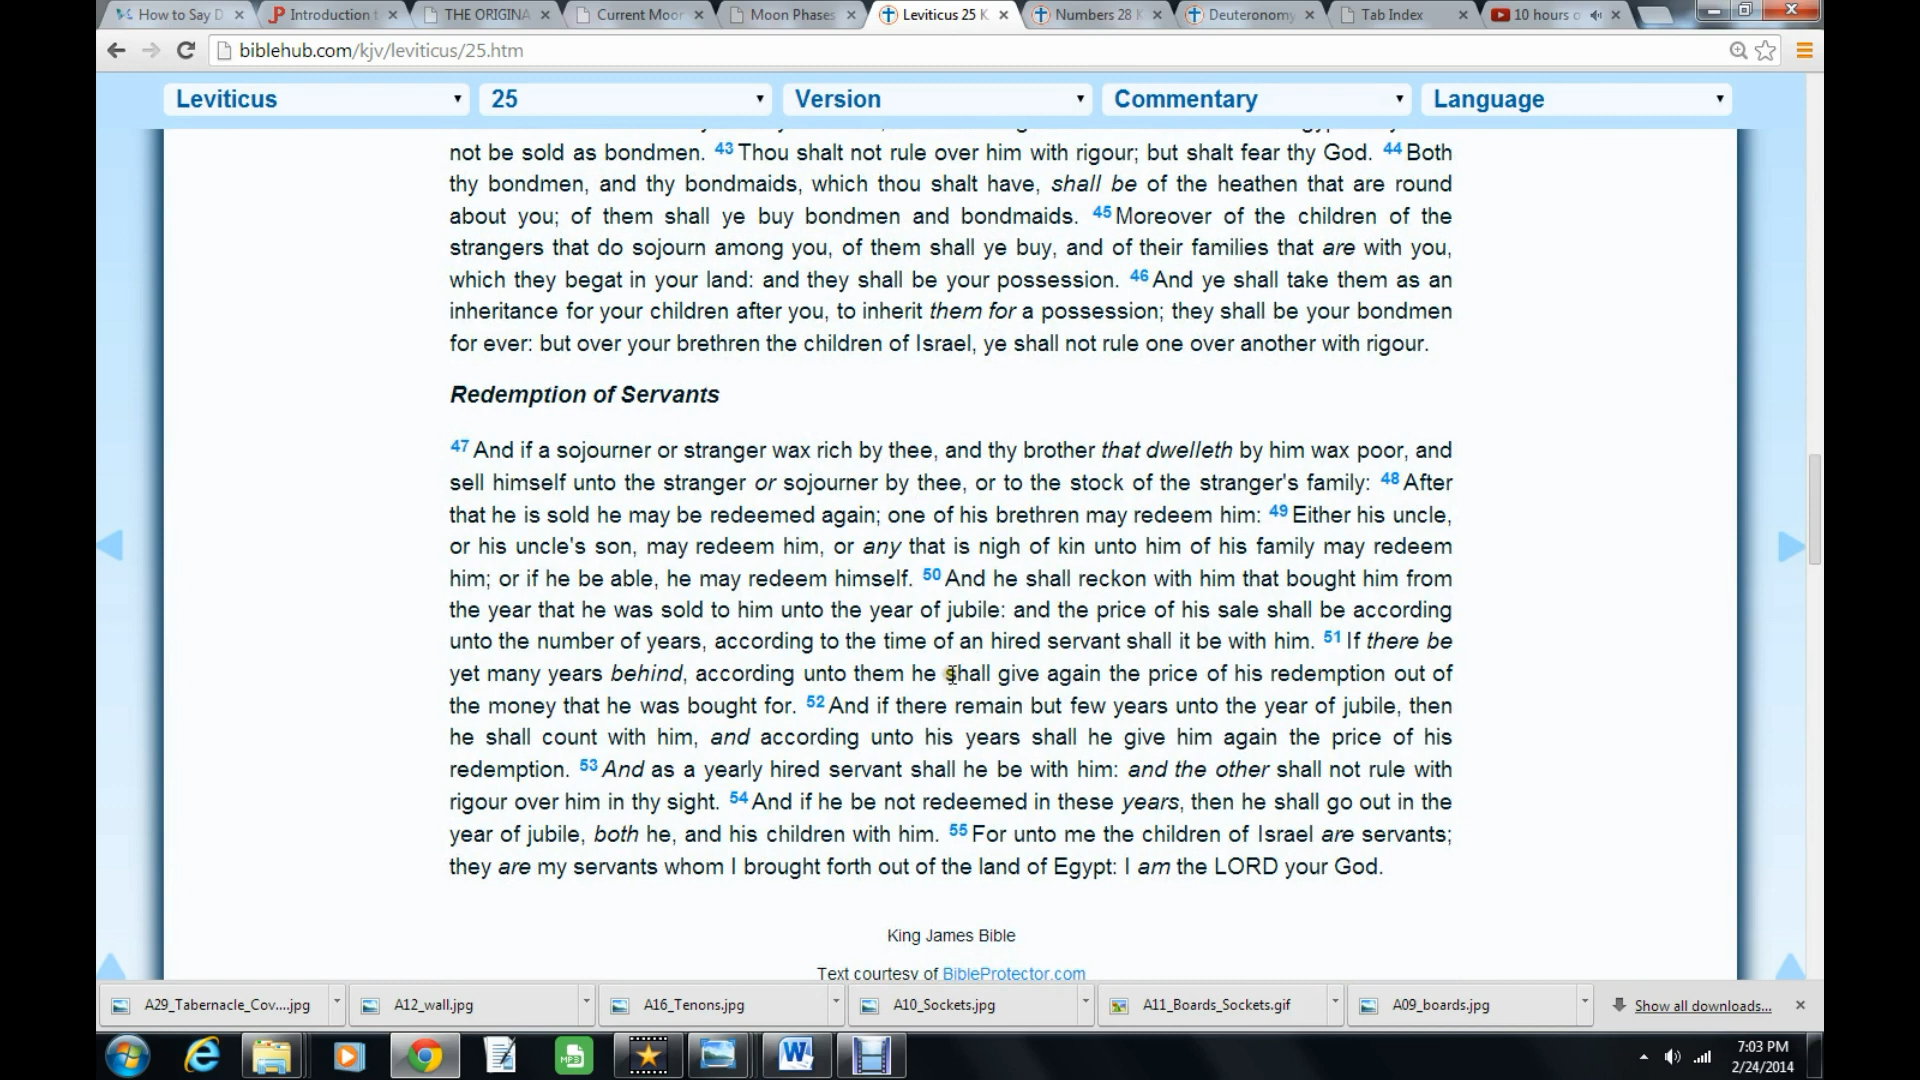 How to Say D
Introduction t
THE ORIGINA
Current Moor
Moon Phases
Leviticus 25 K
Numbers 28 K
Deuteronomy
Tab Index
10 hours o
biblehub.com/kjv/leviticus/25.htm
Leviticus
25
Version
Commentary
Language
not be sold as bondmen. 43 Thou shalt not rule over him with rigour; but shalt fear thy God. 44 Both
thy bondmen, and thy bondmaids, which thou shalt have, shall be of the heathen that are round
about you; of them shall ye buy bondmen and bondmaids. 45 Moreover of the children of the
strangers that do sojourn among you, of them shall ye buy, and of their families that are with you,
which they begat in your land: and they shall be your possession. 46 And ye shall take them as an
inheritance for your children after you, to inherit them for a possession; they shall be your bondmen
for ever: but over your brethren the children of Israel, ye shall not rule one over another with rigour.
Redemption of Servants
47 And if a sojourner or stranger wax rich by thee, and thy brother that dwelleth by him wax poor, and
sell himself unto the stranger or sojourner by thee, or to the stock of the stranger's family: 48 After
that he is sold he may be redeemed again; one of his brethren may redeem him: 49 Either his uncle,
or his uncle's son, may redeem him, or any that is nigh of kin unto him of his family may redeem
him; or if he be able, he may redeem himself. 50 And he shall reckon with him that bought him from
the year that he was sold to him unto the year of jubile: and the price of his sale shall be according
unto the number of years, according to the time of an hired servant shall it be with him. 51 If there be
yet many years behind, according unto them he shall give again the price of his redemption out of
the money that he was bought for. 52 And if there remain but few years unto the year of jubile, then
he shall count with him, and according unto his years shall he give him again the price of his
redemption. 53 And as a yearly hired servant shall he be with him: and the other shall not rule with
rigour over him in thy sight. 54 And if he be not redeemed in these years, then he shall go out in the
year of jubile, both he, and his children with him. 55 For unto me the children of Israel are servants;
they are my servants whom I brought forth out of the land of Egypt: I am the LORD your God.
King James Bible
Text courtesy of BibleProtector.com
A29_Tabernacle_Cov....jpg
A12_wall.jpg
A16_Tenons.jpg
A10_Sockets.jpg
A11_Boards_Sockets.gif
A09_boards.jpg
Show all downloads...
MP3
7:03 PM
2/24/2014